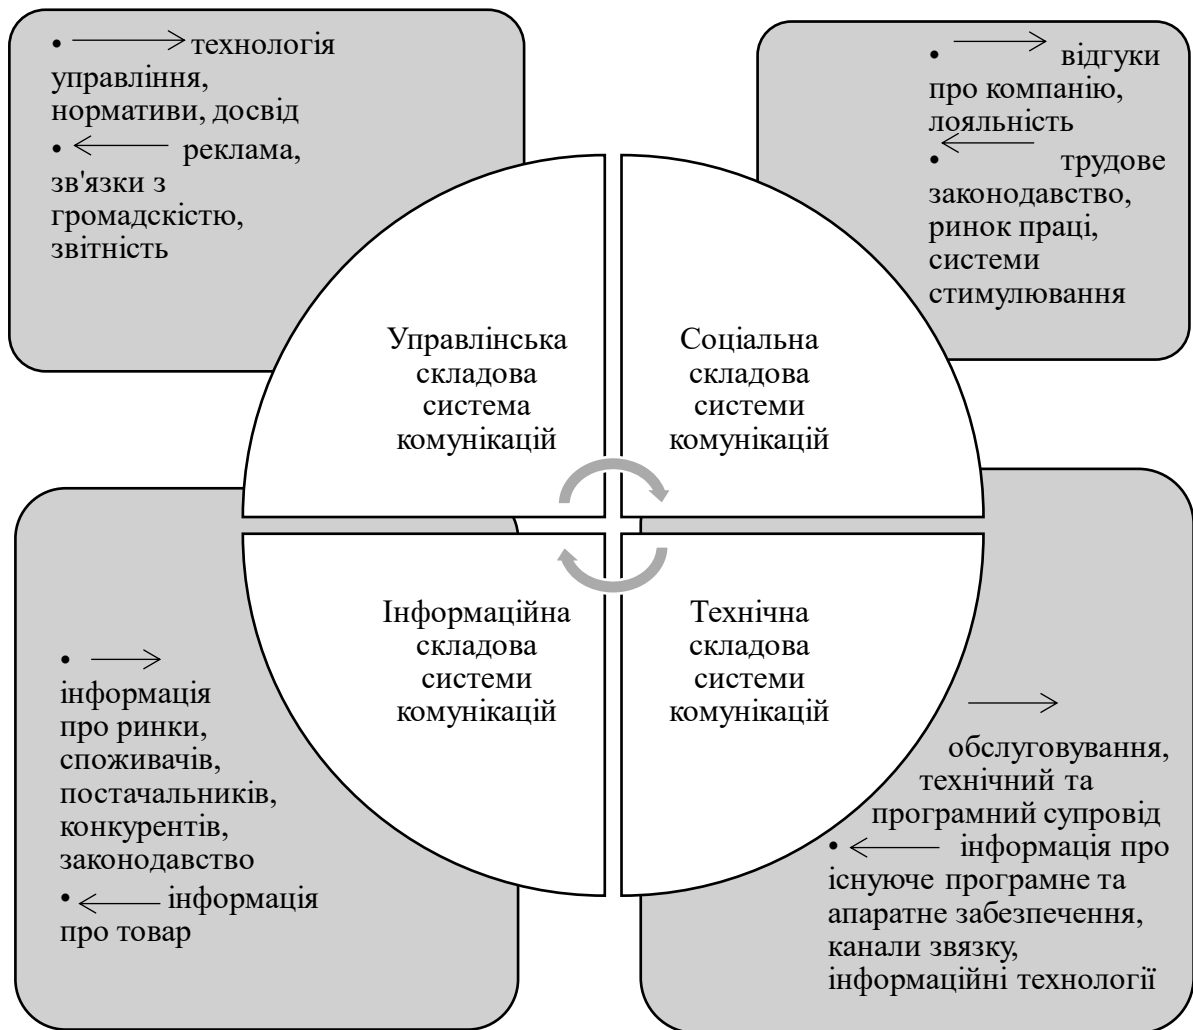 • ⟶ технологія
управління,
нормативи, досвід
• ⟵ реклама,
зв'язки з
громадскістю,
звітність
• ⟶ відгуки
про компанію,
лояльність
• ⟵ трудове
законодавство,
ринок праці,
системи
стимулювання
Управлінська
складова
система
комунікацій
Соціальна
складова
системи
комунікацій
Інформаційна
складова
системи
комунікацій
Технічна
складова
системи
комунікацій
• ⟶
інформація
про ринки,
споживачів,
постачальників,
конкурентів,
законодавство
• ⟵ інформація
про товар
⟶
обслуговування,
технічний та
програмний супровід
• ⟵ інформація про
існуюче програмне та
апаратне забезпечення,
канали звязку,
інформаційні технології